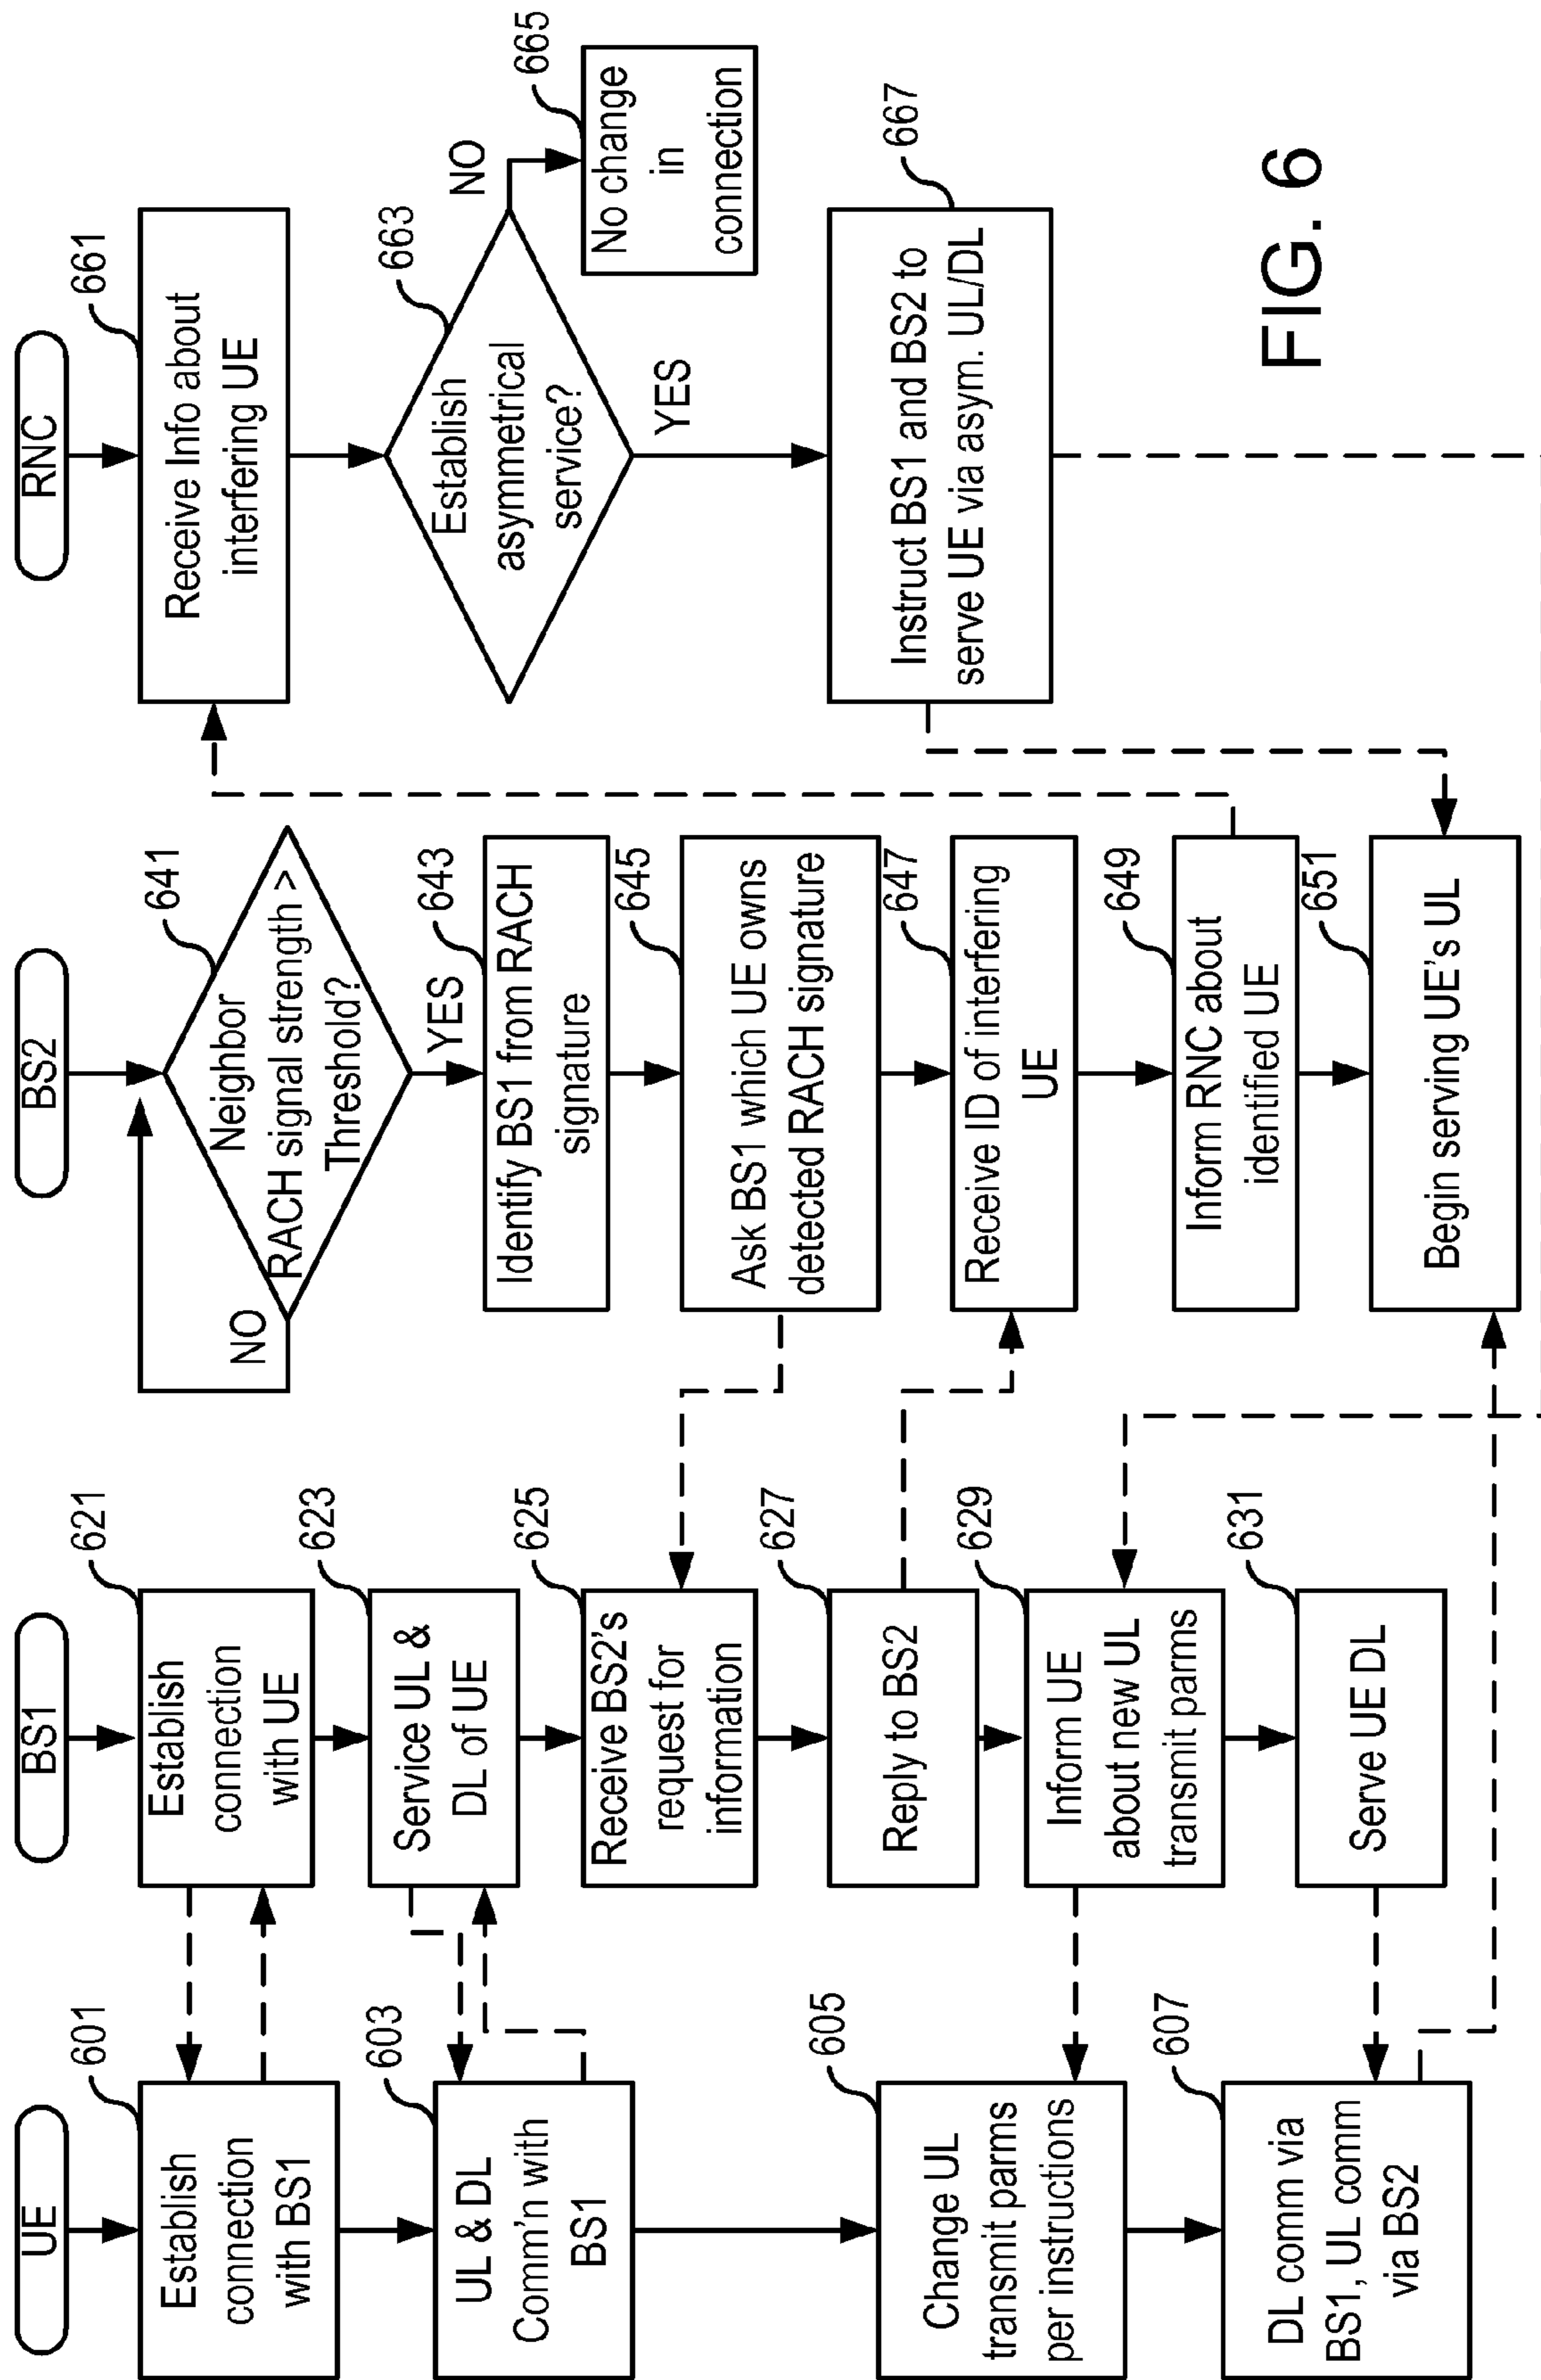 UE
601
Establish
connection
with BS1
603
UL & DL
Comm'n with
BS1
605
Change UL
transmit parms
per instructions
607
DL comm via
BS1, UL comm
via BS2
BS1
621
Establish
connection
with UE
623
Service UL &
DL of UE
625
Receive BS2's
request for
information
627
Reply to BS2
629
Inform UE
about new UL
transmit parms
631
Serve UE DL
BS2
641
Neighbor
RACH signal strength >
Threshold?
NO
YES
643
Identify BS1 from RACH
signature
645
Ask BS1 which UE owns
detected RACH signature
647
Receive ID of interfering
UE
649
Inform RNC about
identified UE
651
Begin serving UE's UL
RNC
661
Receive Info about
interfering UE
663
Establish
asymmetrical
service?
NO
665
No change
in
connection
YES
667
Instruct BS1 and BS2 to
serve UE via asym. UL/DL
FIG. 6